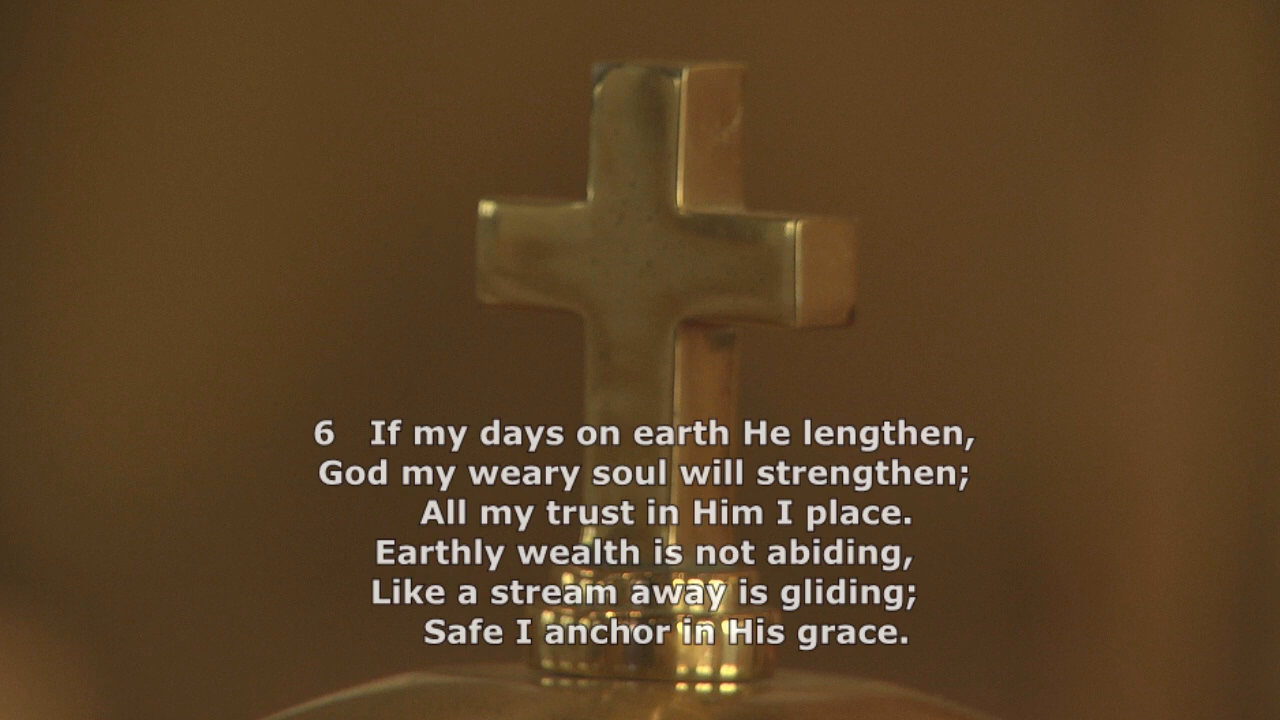 6 If my days on earth He lengthen,
God my weary soul will strengthen;
All my trust in Him I place.
Earthly wealth is not abiding,
Like a stream away is gliding;
Safe I anchor in His grace.